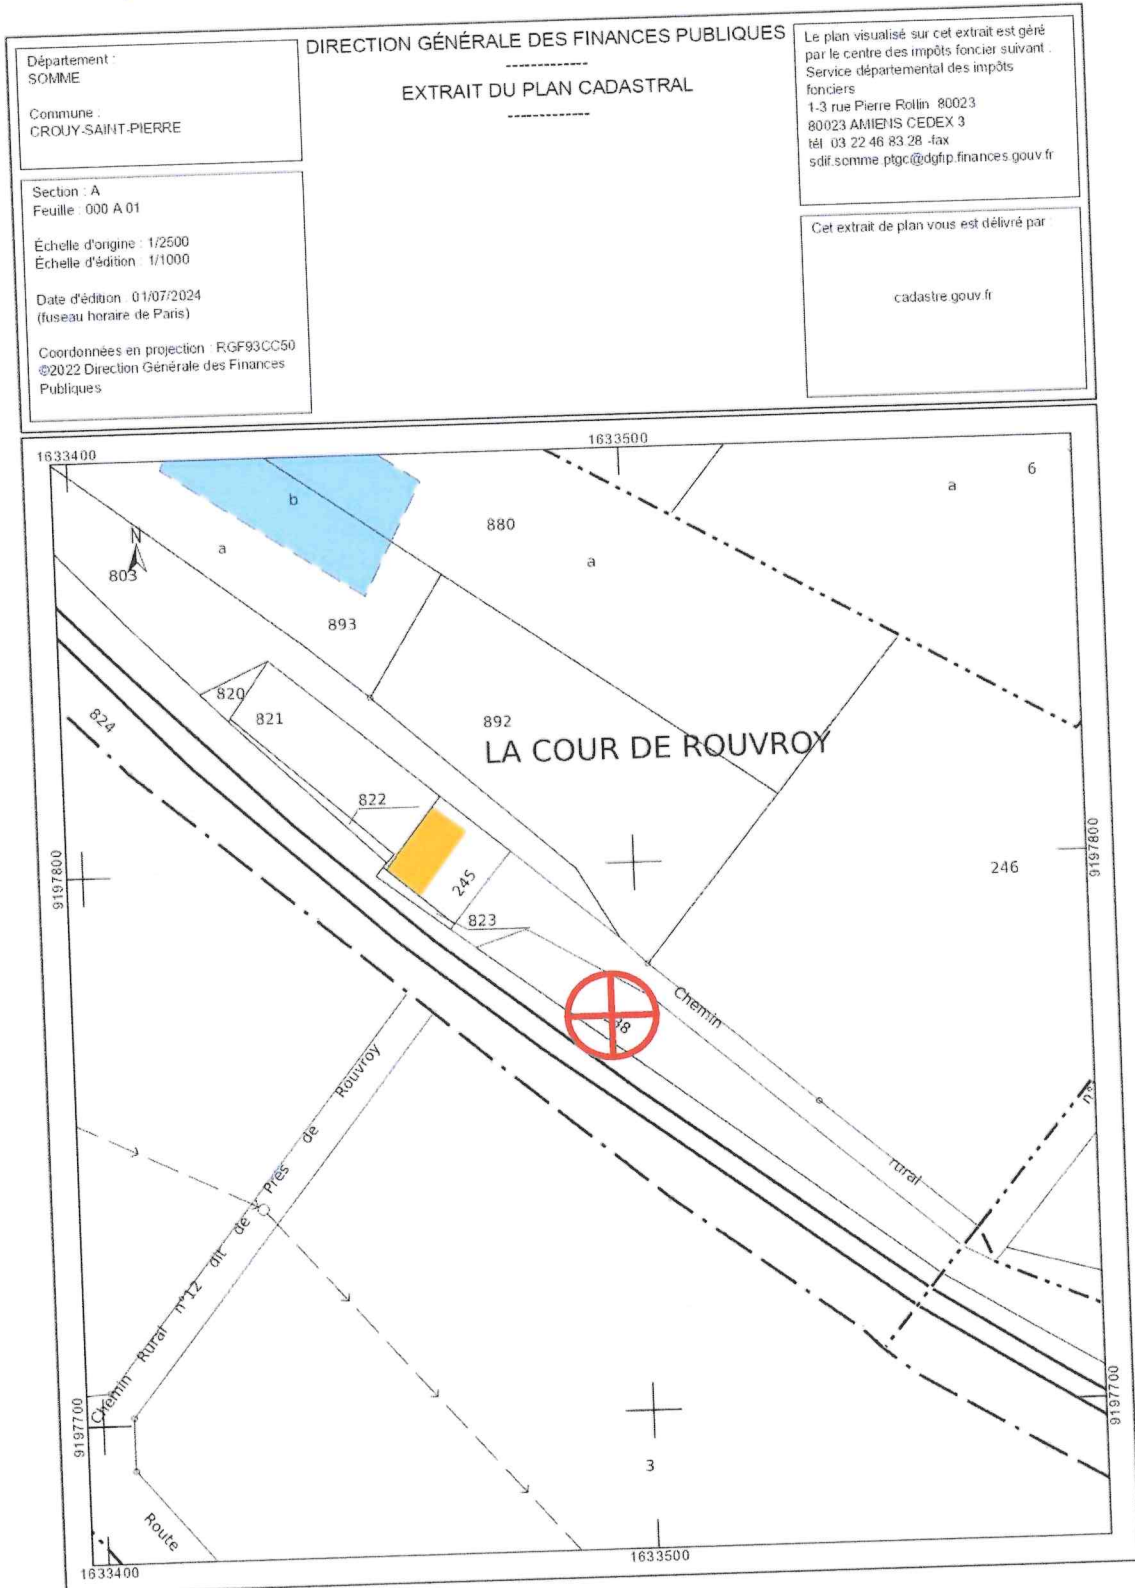 Département :
SOMME
Commune :
CROUY-SAINT-PIERRE
Section : A
Feuille : 000 A 01
Échelle d'origine : 1/2500
Échelle d'édition : 1/1000
Date d'édition : 01/07/2024
(fuseau horaire de Paris)
Coordonnées en projection : RGF93CC50
©2022 Direction Générale des Finances
Publiques
DIRECTION GÉNÉRALE DES FINANCES PUBLIQUES
-------------
EXTRAIT DU PLAN CADASTRAL
-------------
Le plan visualisé sur cet extrait est géré
par le centre des impôts foncier suivant :
Service départemental des impôts
fonciers
1-3 rue Pierre Rollin 80023
80023 AMIENS CEDEX 3
tél. 03 22 46 83 28 -fax
sdif.somme.ptgc@dgfip.finances.gouv.fr
Cet extrait de plan vous est délivré par :
cadastre.gouv.fr
1633400
1633500
6
a
b
880
N
a
a
803
893
820
821
824
892
LA COUR DE ROUVROY
822
9197800
9197800
246
245
823
Chemin
rural
n°
Chemin Rural n°12 dit de Prés de Rouvroy
9197700
9197700
3
Route
1633400
1633500